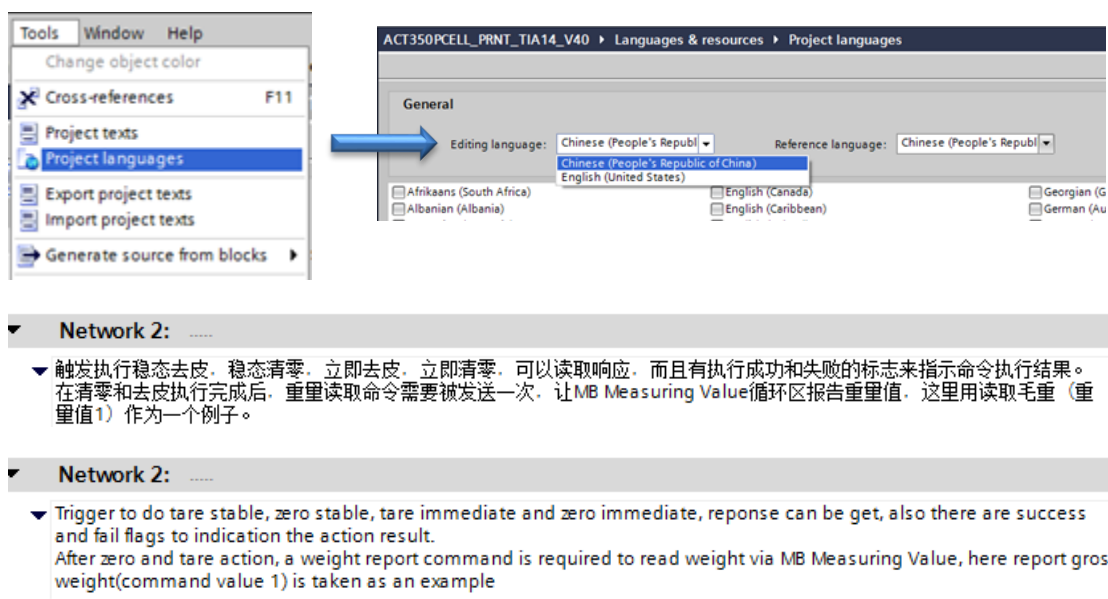 Tools Window Help
Change object color
Cross-references F11
Project texts
Project languages
Export project texts
Import project texts
Generate source from blocks
ACT350PCELL_PRNT_TIA14_V40 Languages & resources Project languages
General
Editing language: Chinese (People's Republ Reference language: Chinese (People's Republ
Chinese (People's Republic of China)
English (United States)
Afrikaans (South Africa) English (Canada) Georgian (G
Albanian (Albania) English (Caribbean) German (Au
Network 2: .....
触发执行稳态去皮，稳态清零，立即去皮，立即清零，可以读取响应，而且有执行成功和失败的标志来指示命令执行结果。
在清零和去皮执行完成后，重量读取命令需要被发送一次，让MB Measuring Value循环区报告重量值，这里用读取毛重（重
量值1）作为一个例子。
Network 2: .....
Trigger to do tare stable, zero stable, tare immediate and zero immediate, reponse can be get, also there are success
and fail flags to indication the action result.
After zero and tare action, a weight report command is required to read weight via MB Measuring Value, here report gros
weight(command value 1) is taken as an example